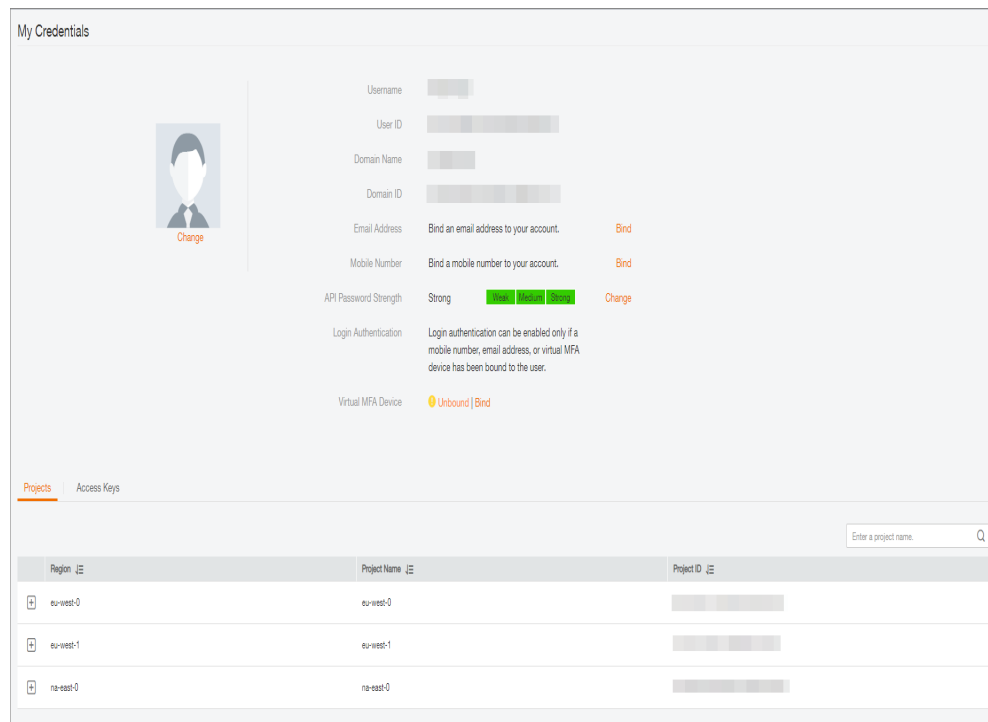 My Credentials
Username
User ID
Domain Name
Domain ID
Change
Email Address Bind an email address to your account. Bind
Mobile Number Bind a mobile number to your account. Bind
API Password Strength Strong Weak Medium Strong Change
Login Authentication Login authentication can be enabled only if a
mobile number, email address, or virtual MFA
device has been bound to the user.
Virtual MFA Device Unbound | Bind
Projects Access Keys
Enter a project name.
Region Project Name Project ID
eu-west-0 eu-west-0
eu-west-1 eu-west-1
na-east-0 na-east-0